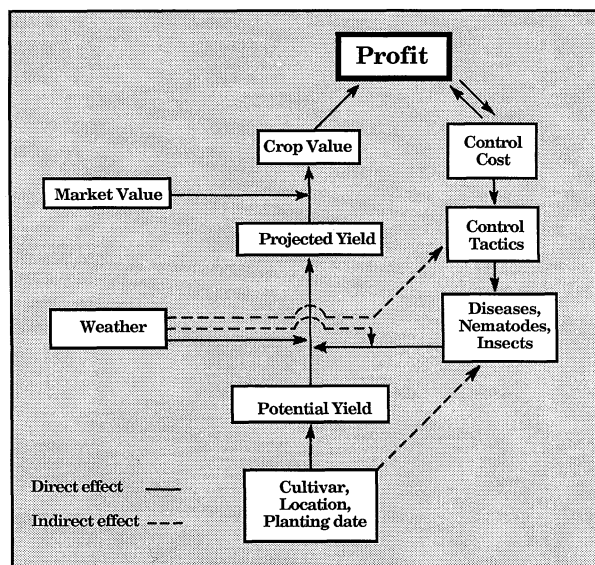 Profit
Crop Value
Control
Cost
Market Value
Projected Yield
Control
Tactics
Weather
Diseases,
Nematodes,
Insects
Potential Yield
Direct effect
Indirect effect
Cultivar,
Location,
Planting date